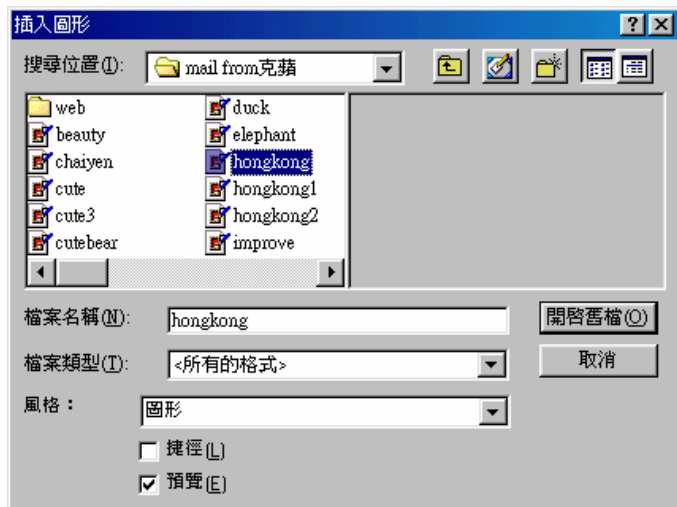 插入圖形
搜尋位置(I): mail from克蘋
web duck
beauty elephant
chaiyen hongkong
cute hongkong1
cute3 hongkong2
cutebear improve
檔案名稱(N): hongkong 開啓舊檔(O)
檔案類型(T): <所有的格式> 取消
風格： 圖形
捷徑(L)
預覽(E)